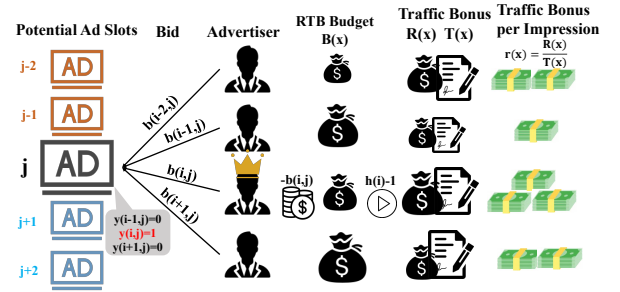 Potential Ad Slots
Bid
Advertiser
RTB Budget
B(x)
Traffic Bonus
R(x) T(x)
Traffic Bonus
per Impression
r(x) = R(x)/T(x)
j-2
AD
j-1
AD
j
AD
j+1
AD
j+2
AD
b(i-2,j)
b(i-1,j)
b(i,j)
b(i+1,j)
y(i-1,j)=0
y(i,j)=1
y(i+1,j)=0
-b(i,j)
h(i)-1
$
$
$
$
$
$
$
$
$